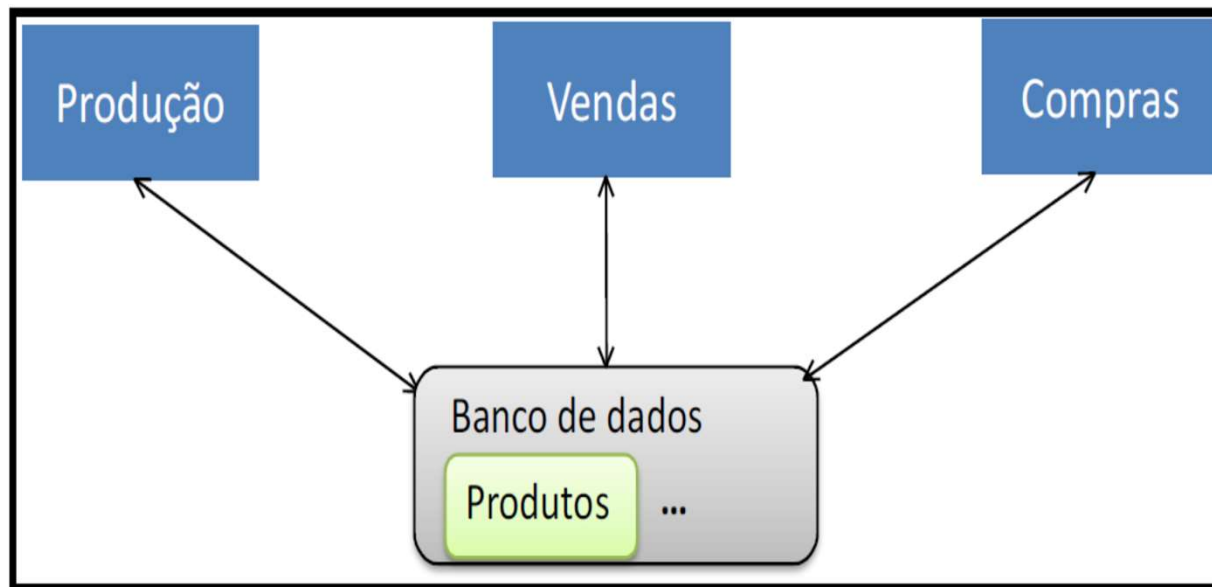 Produção
Vendas
Compras
Banco de dados
Produtos ...